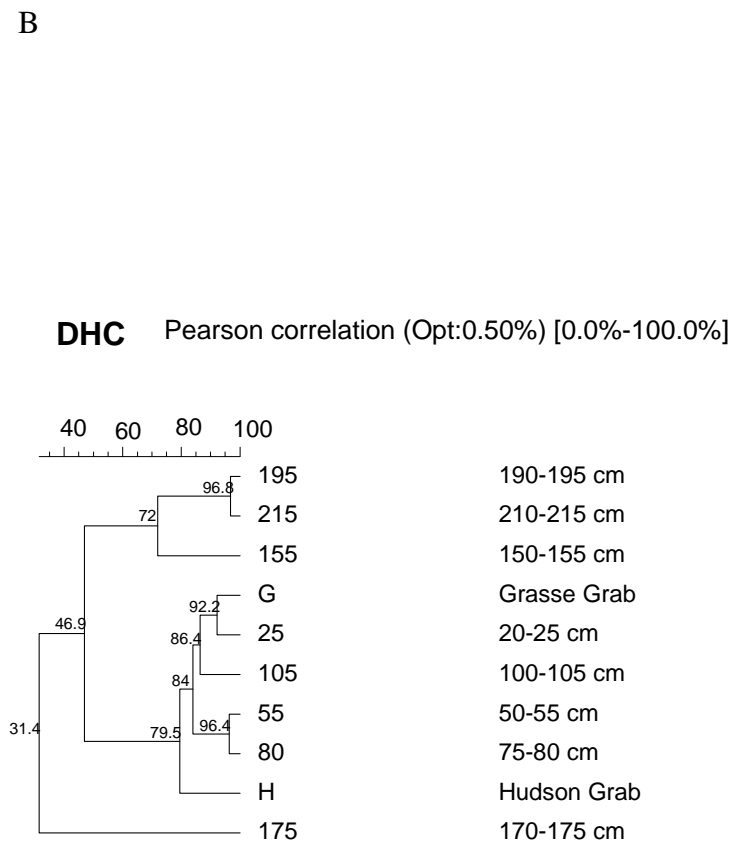 B
DHC Pearson correlation (Opt:0.50%) [0.0%-100.0%]
40 60 80 100
195 190-195 cm
96.8
215 210-215 cm
72
155 150-155 cm
G Grasse Grab
92.2
25 20-25 cm
46.9
86.4
105 100-105 cm
84
55 50-55 cm
96.4
31.4
79.5
80 75-80 cm
H Hudson Grab
175 170-175 cm